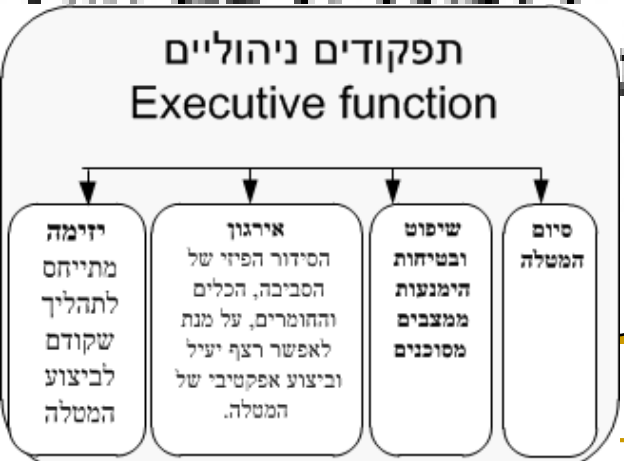 תפקודים ניהוליים
Executive function
סיום
המטלה
שיפוט
ובטיחות
הימנעות
ממצבים
מסוכנים
אירגון
הסידור הפיזי של
הסביבה, הכלים
והחומרים, על מנת
לאפשר רצף יעיל
וביצוע אפקטיבי של
המטלה.
יזימה
מתייחס
לתהליך
שקודם
לביצוע
המטלה